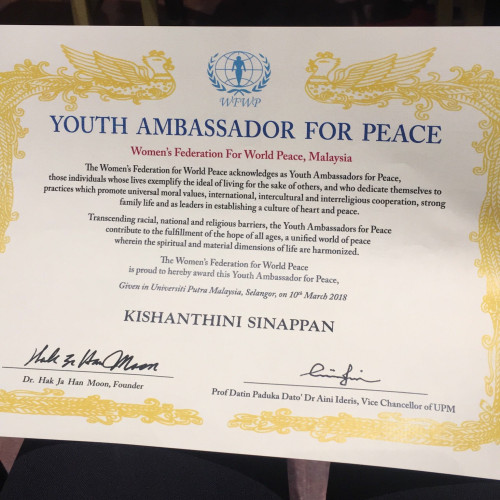 WFWP
YOUTH AMBASSADOR FOR PEACE
Women's Federation For World Peace, Malaysia
The Women's Federation for World Peace acknowledges as Youth Ambassadors for Peace,
those individuals whose lives exemplify the ideal of living for the sake of others, and who dedicate themselves to
practices which promote universal moral values, international, intercultural and interreligious cooperation, strong
family life and as leaders in establishing a culture of heart and peace.
Transcending racial, national and religious barriers, the Youth Ambassadors for Peace
contribute to the fulfillment of the hope of all ages, a unified world of peace
wherein the spiritual and material dimensions of life are harmonized.
The Women's Federation for World Peace
is proud to hereby award this Youth Ambassador for Peace,
Given in Universiti Putra Malaysia, Selangor, on 10th March 2018
KISHANTHINI SINAPPAN
Hak Ja Han Moon
Dr. Hak Ja Han Moon, Founder
Prof Datin Paduka Dato' Dr Aini Ideris, Vice Chancellor of UPM